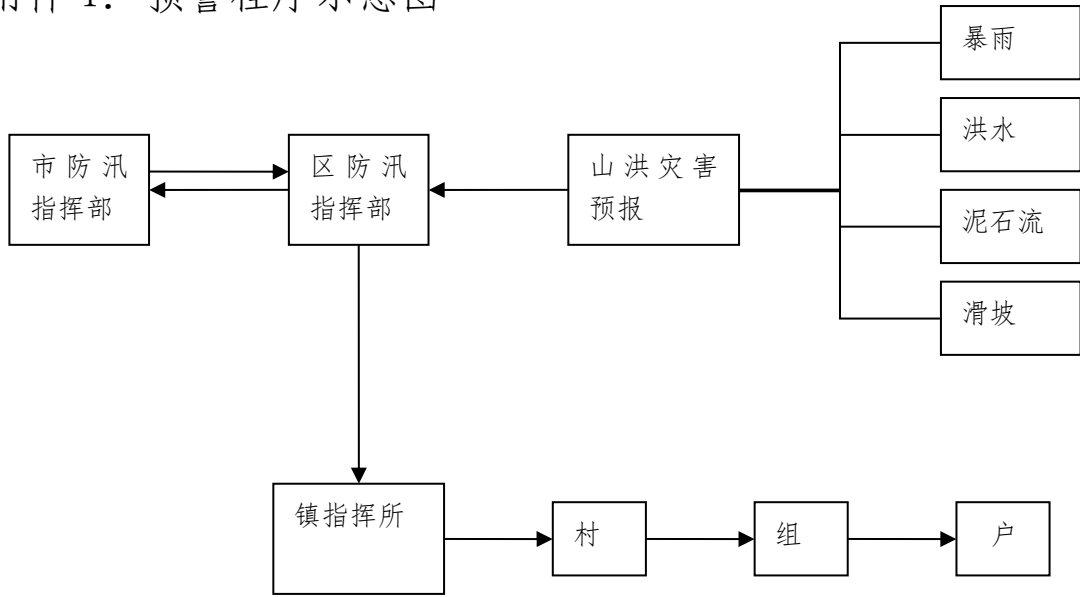 附件 1：预警程序示意图
暴雨
洪水
市防汛
指挥部
区防汛
指挥部
山洪灾害
预报
泥石流
滑坡
镇指挥所
村
组
户